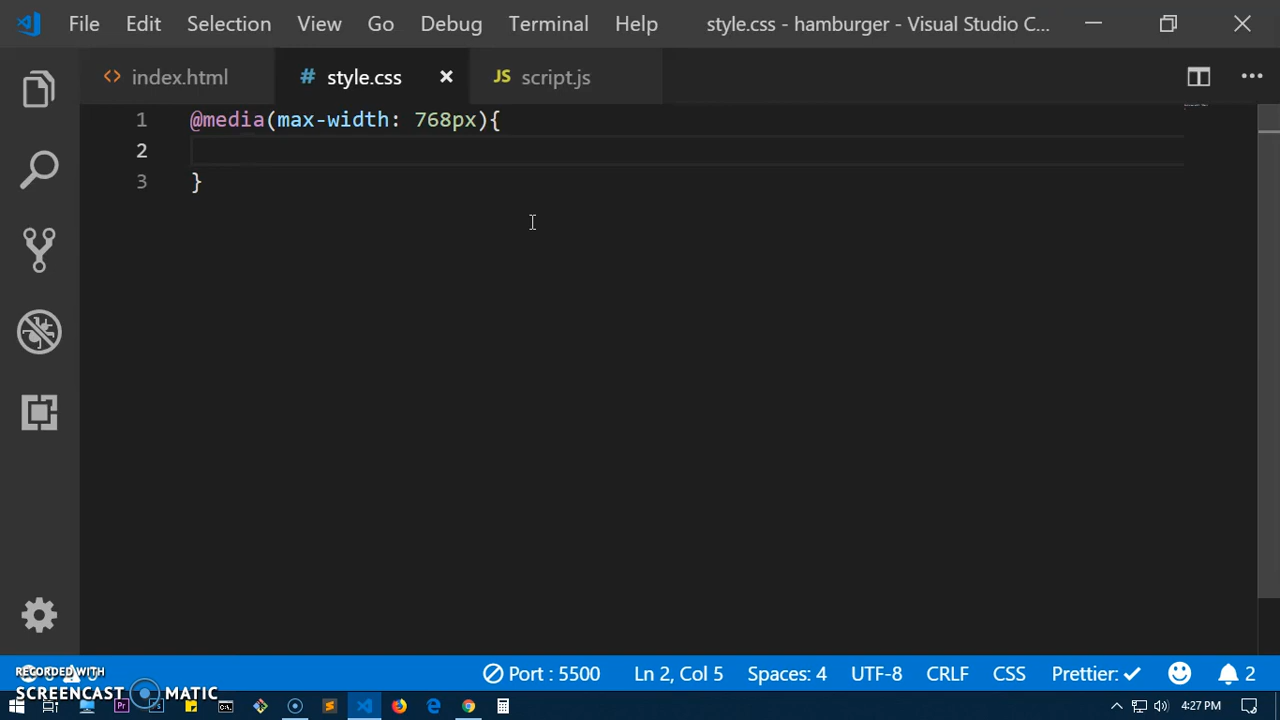 File Edit Selection View Go Debug Terminal Help style.css - hamburger - Visual Studio C...
<> index.html # style.css JS script.js
1 @media(max-width: 768px){
2
3 }
RECORDED WITH
SCREENCAST MATIC
Port : 5500 Ln 2, Col 5 Spaces: 4 UTF-8 CRLF CSS Prettier: ✓ 2
Pr 4:27 PM